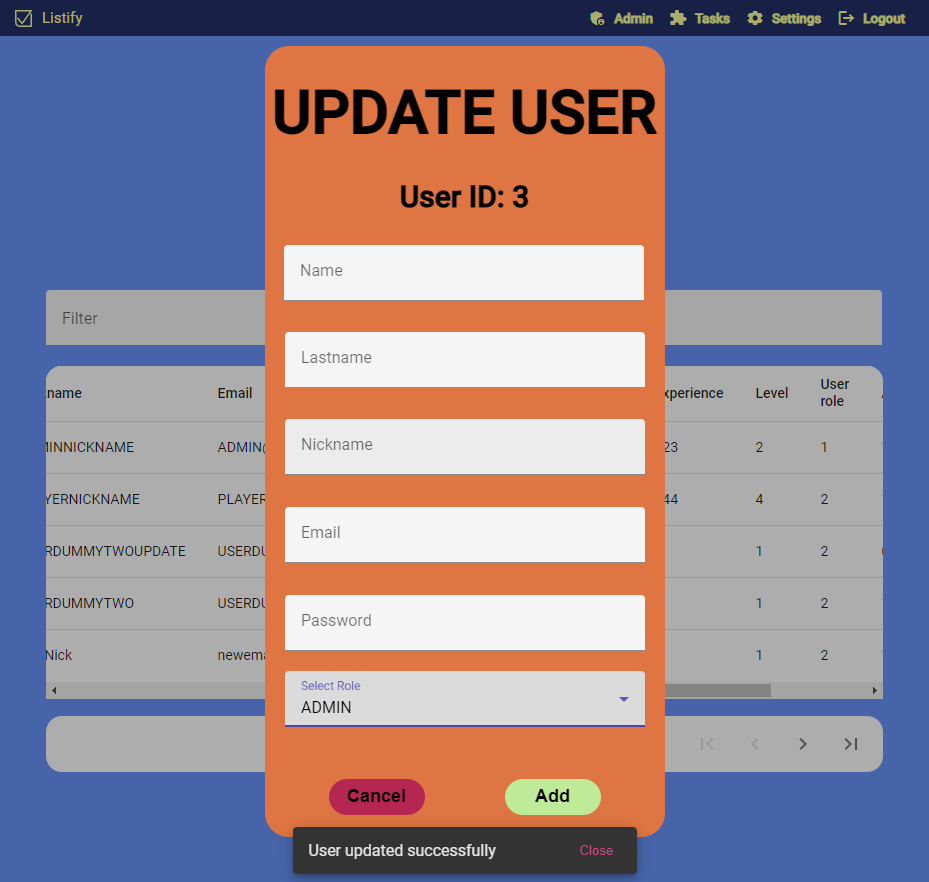 Listify
Admin
Tasks
Settings
Logout
UPDATE USER
User ID: 3
Name
Lastname
Nickname
Email
Password
Select Role
ADMIN
Cancel
Add
Filter
name Email xperience Level User role
MINNICKNAME ADMIN@ 23 2 1
YERNICKNAME PLAYER 44 4 2
RDUMMYTWOUPDATE USERDU 1 2
RDUMMYTWO USERDU 1 2
Nick newema 1 2
User updated successfully
Close